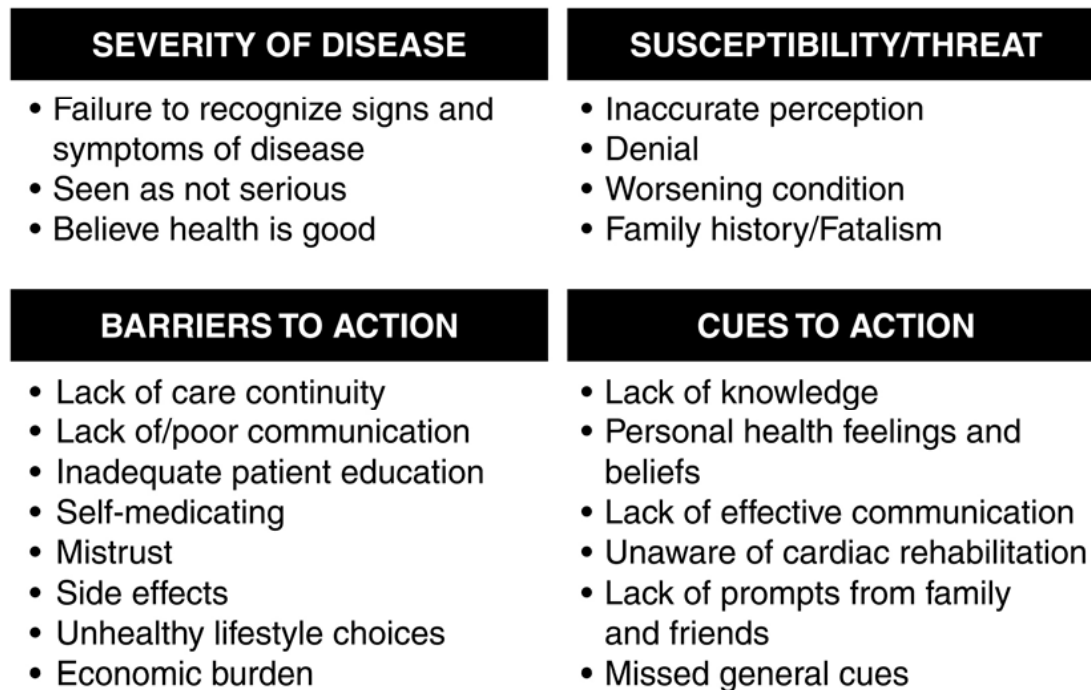 SEVERITY OF DISEASE
• Failure to recognize signs and
symptoms of disease
• Seen as not serious
• Believe health is good
SUSCEPTIBILITY/THREAT
• Inaccurate perception
• Denial
• Worsening condition
• Family history/Fatalism
BARRIERS TO ACTION
• Lack of care continuity
• Lack of/poor communication
• Inadequate patient education
• Self-medicating
• Mistrust
• Side effects
• Unhealthy lifestyle choices
• Economic burden
CUES TO ACTION
• Lack of knowledge
• Personal health feelings and
beliefs
• Lack of effective communication
• Unaware of cardiac rehabilitation
• Lack of prompts from family
and friends
• Missed general cues